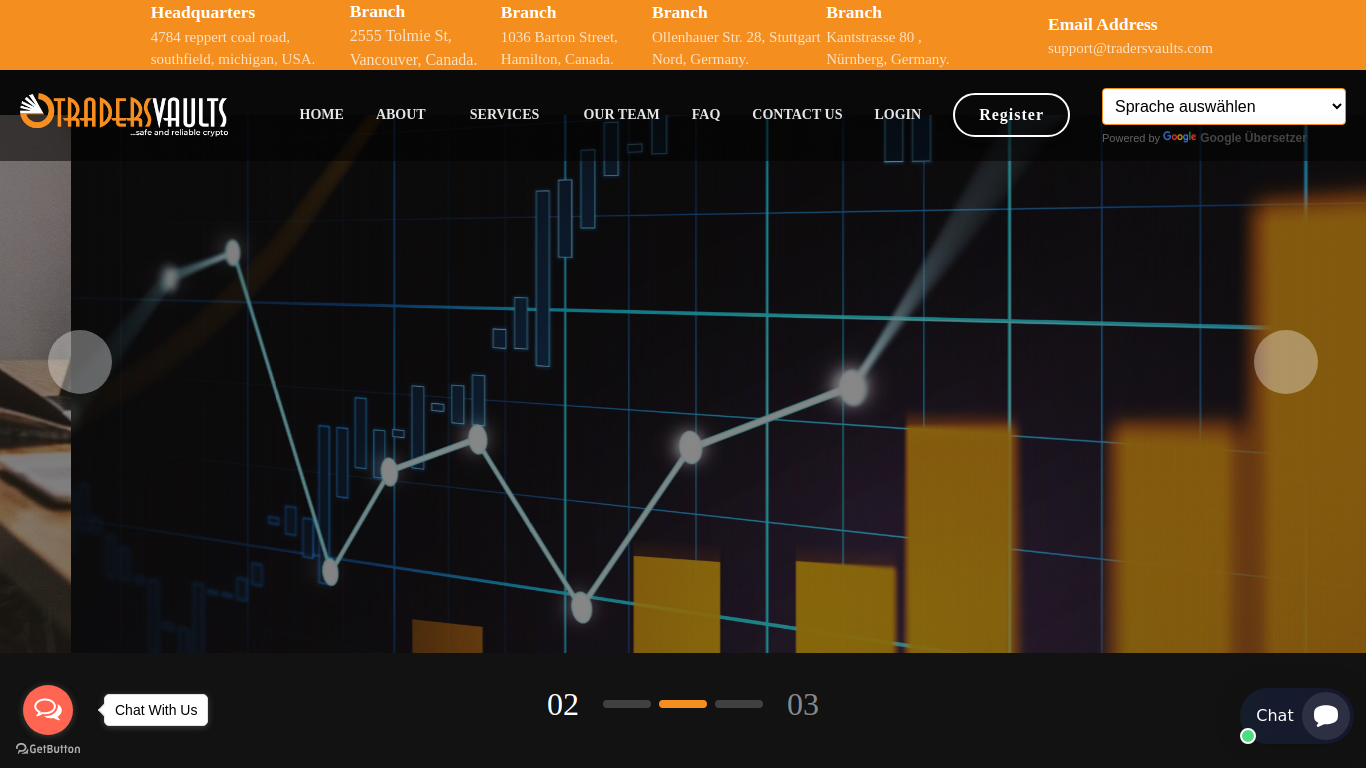 Headquarters
4784 reppert coal road,
southfield, michigan, USA.
Branch
2555 Tolmie St,
Vancouver, Canada.
Branch
1036 Barton Street,
Hamilton, Canada.
Branch
Ollenhauer Str. 28, Stuttgart
Nord, Germany.
Branch
Kantstrasse 80 ,
Nürnberg, Germany.
Email Address
support@tradersvaults.com
TRADERSVAULTS
...safe and reliable crypto
HOME ABOUT SERVICES OUR TEAM FAQ CONTACT US LOGIN Register
Sprache auswählen
Powered by Google Google Übersetzer
02 03
Chat With Us
GetButton
Chat